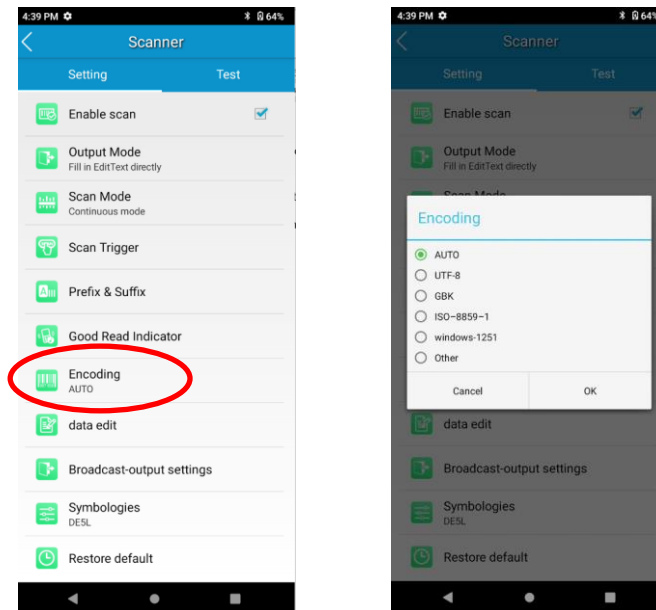 4:39 PM 64%
Scanner
Setting Test
Enable scan
Output Mode
Fill in EditText directly
Scan Mode
Continuous mode
Scan Trigger
Prefix & Suffix
Good Read Indicator
Encoding
AUTO
data edit
Broadcast-output settings
Symbologies
DE5L
Restore default
4:39 PM 64%
Scanner
Setting Test
Enable scan
Output Mode
Fill in EditText directly
Scan Mode
Encoding
AUTO
UTF-8
GBK
ISO-8859-1
windows-1251
Other
Cancel OK
data edit
Broadcast-output settings
Symbologies
DE5L
Restore default